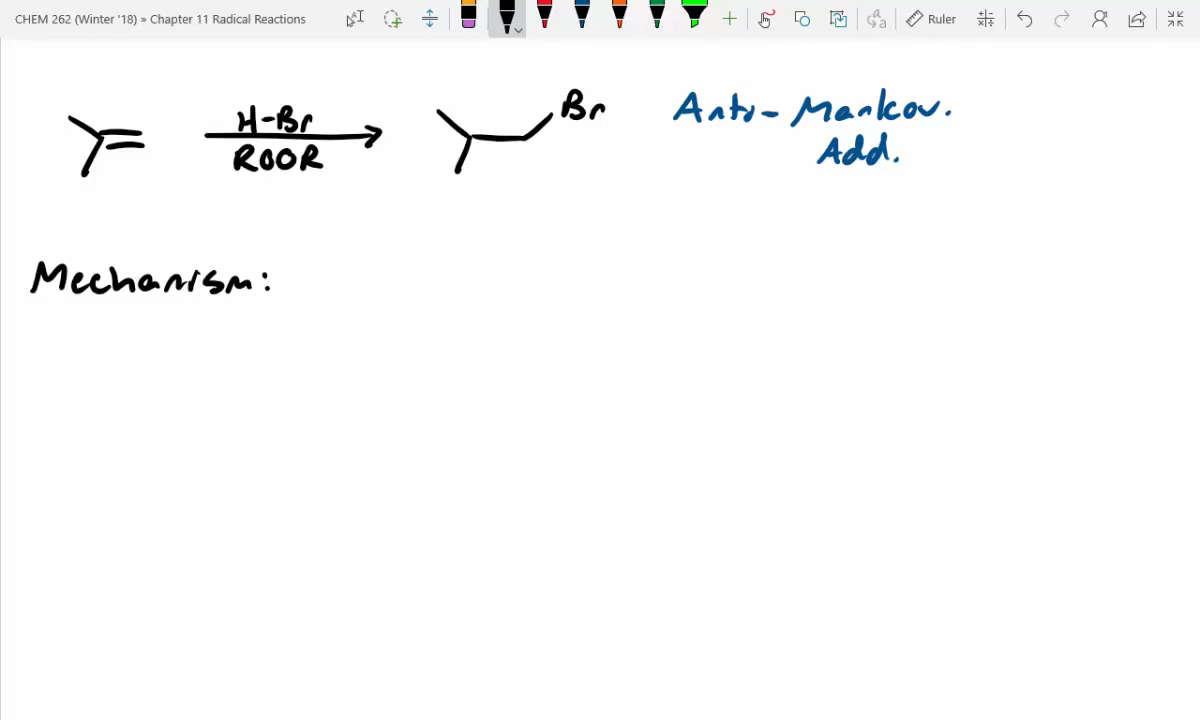 CHEM 262 (Winter '18) » Chapter 11 Radical Reactions
Ruler
H-Br
ROOR
Br
Anti-Markov.
Add.
Mechanism: